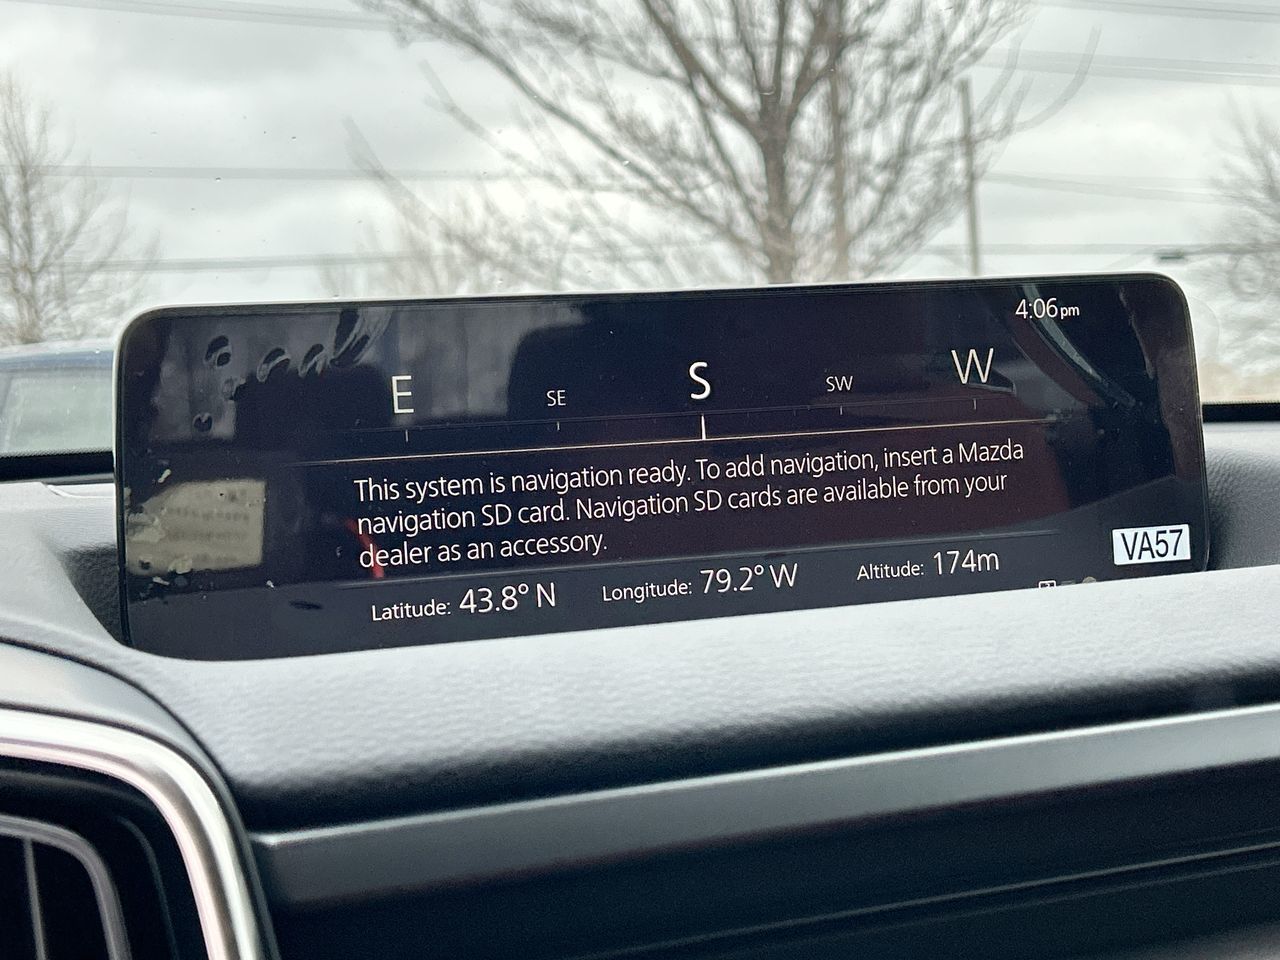 4:06pm
E SE S SW W
This system is navigation ready. To add navigation, insert a Mazda
navigation SD card. Navigation SD cards are available from your
dealer as an accessory.
VA57
Latitude: 43.8° N Longitude: 79.2° W Altitude: 174m